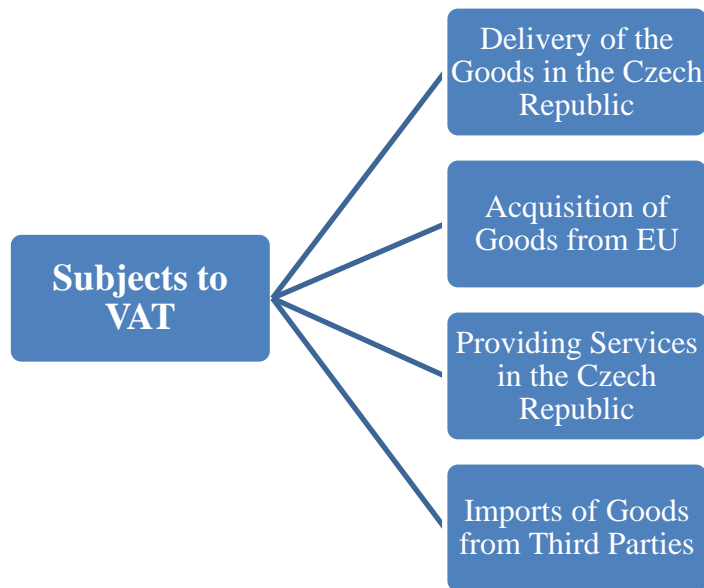 Subjects to
VAT
Delivery of the
Goods in the Czech
Republic
Acquisition of
Goods from EU
Providing Services
in the Czech
Republic
Imports of Goods
from Third Parties